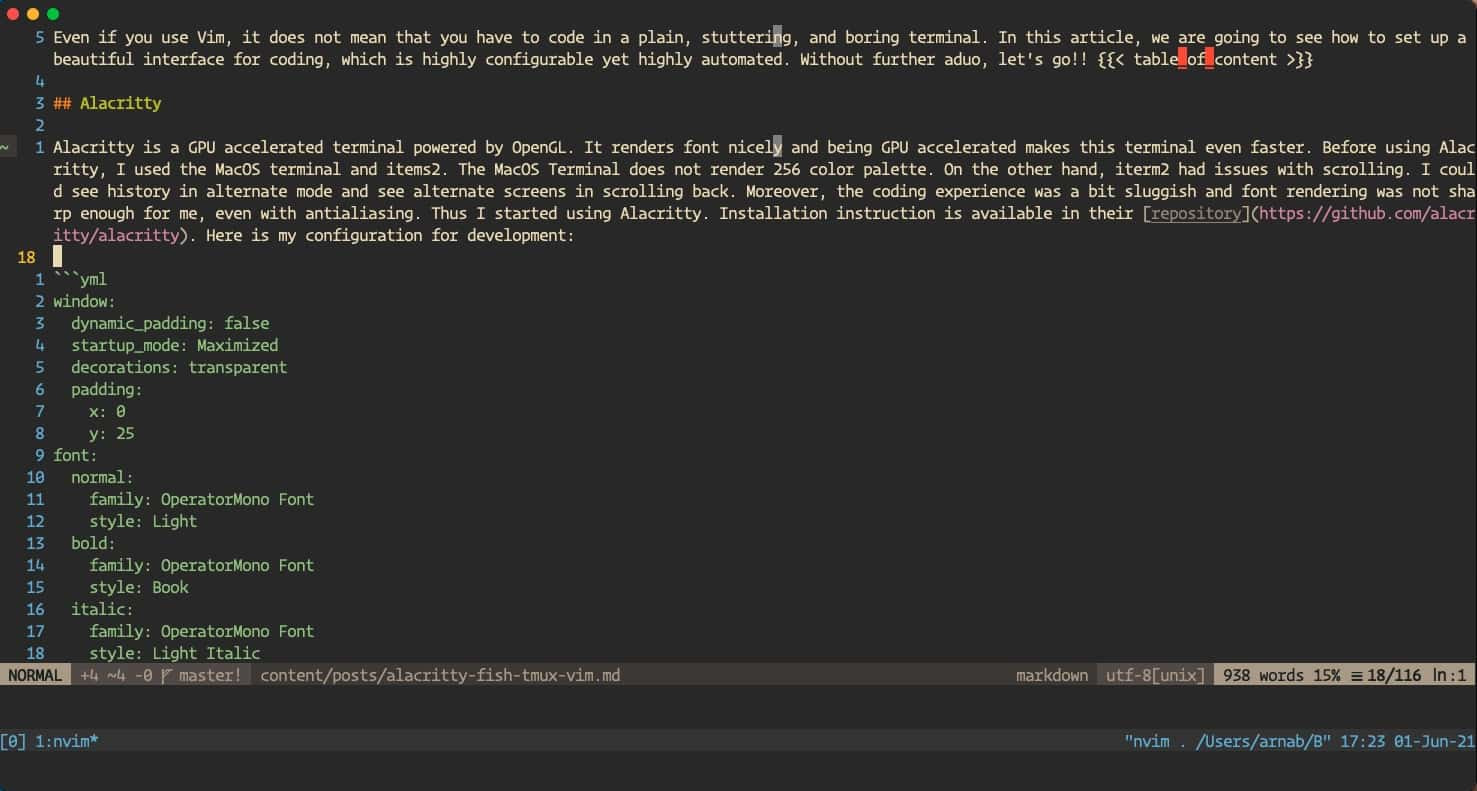 5 Even if you use Vim, it does not mean that you have to code in a plain, stuttering, and boring terminal. In this article, we are going to see how to set up a
beautiful interface for coding, which is highly configurable yet highly automated. Without further aduo, let's go!! {{< table of content >}}
4
3 ## Alacritty
2
~ 1 Alacritty is a GPU accelerated terminal powered by OpenGL. It renders font nicely and being GPU accelerated makes this terminal even faster. Before using Alac
ritty, I used the MacOS terminal and items2. The MacOS Terminal does not render 256 color palette. On the other hand, iterm2 had issues with scrolling. I coul
d see history in alternate mode and see alternate screens in scrolling back. Moreover, the coding experience was a bit sluggish and font rendering was not sha
rp enough for me, even with antialiasing. Thus I started using Alacritty. Installation instruction is available in their [repository](https://github.com/alacr
itty/alacritty). Here is my configuration for development:
18
1 ```yml
2 window:
3 dynamic_padding: false
4 startup_mode: Maximized
5 decorations: transparent
6 padding:
7 x: 0
8 y: 25
9 font:
10 normal:
11 family: OperatorMono Font
12 style: Light
13 bold:
14 family: OperatorMono Font
15 style: Book
16 italic:
17 family: OperatorMono Font
18 style: Light Italic
NORMAL +4 ~4 -0 master! content/posts/alacritty-fish-tmux-vim.md markdown utf-8[unix] 938 words 15% ≡ 18/116 ln:1
[0] 1:nvim* "nvim . /Users/arnab/B" 17:23 01-Jun-21